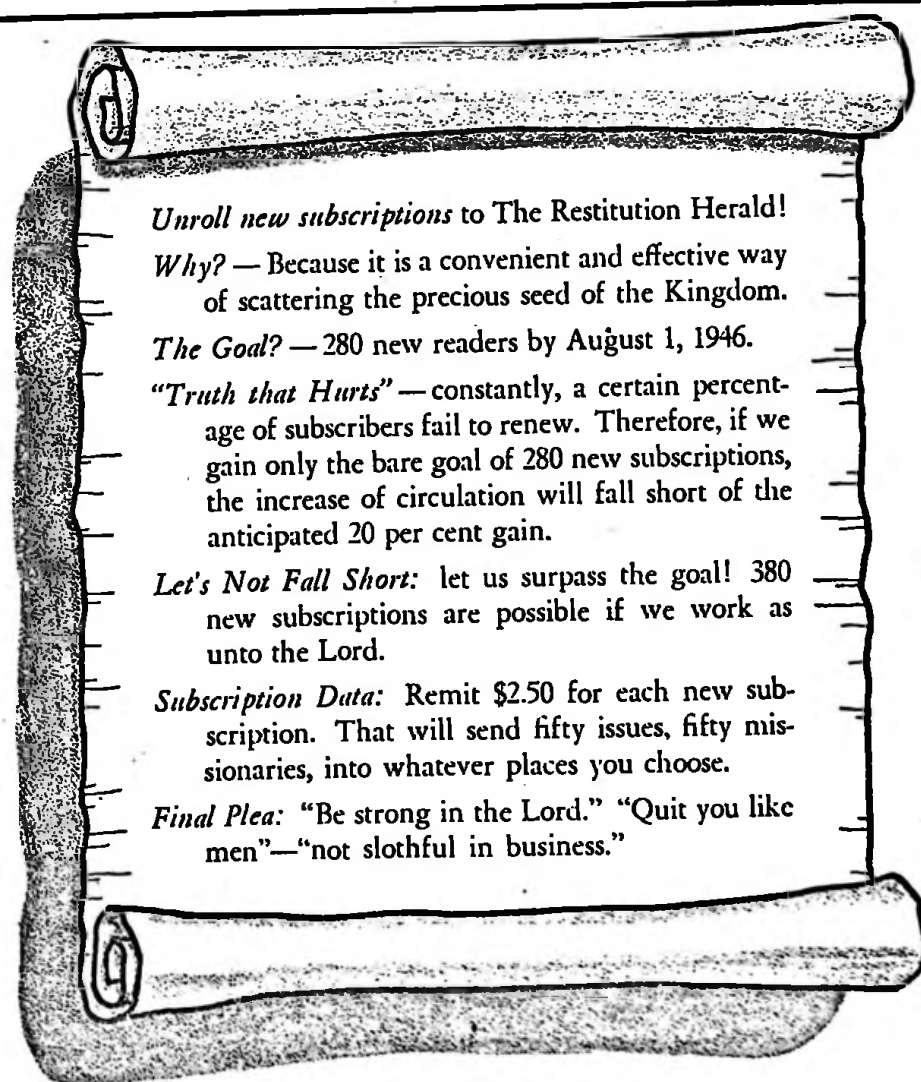 Unroll new subscriptions to The Restitution Herald!
Why? — Because it is a convenient and effective way
of scattering the precious seed of the Kingdom.
The Goal? — 280 new readers by August 1, 1946.
"Truth that Hurts" — constantly, a certain percent-
age of subscribers fail to renew. Therefore, if we
gain only the bare goal of 280 new subscriptions,
the increase of circulation will fall short of the
anticipated 20 per cent gain.
Let's Not Fall Short: let us surpass the goal! 380
new subscriptions are possible if we work as
unto the Lord.
Subscription Data: Remit $2.50 for each new sub-
scription. That will send fifty issues, fifty mis-
sionaries, into whatever places you choose.
Final Plea: "Be strong in the Lord." "Quit you like
men"—"not slothful in business."